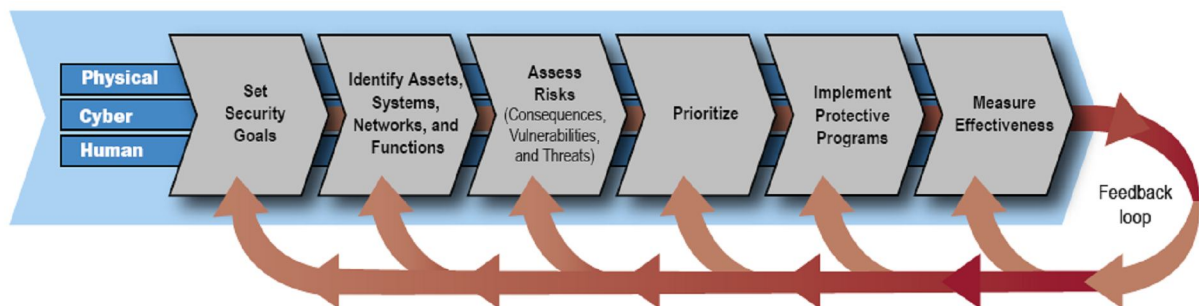 Physical
Cyber
Human
Set
Security
Goals
Identify Assets,
Systems,
Networks, and
Functions
Assess
Risks
(Consequences,
Vulnerabilities,
and Threats)
Prioritize
Implement
Protective
Programs
Measure
Effectiveness
Feedback
loop